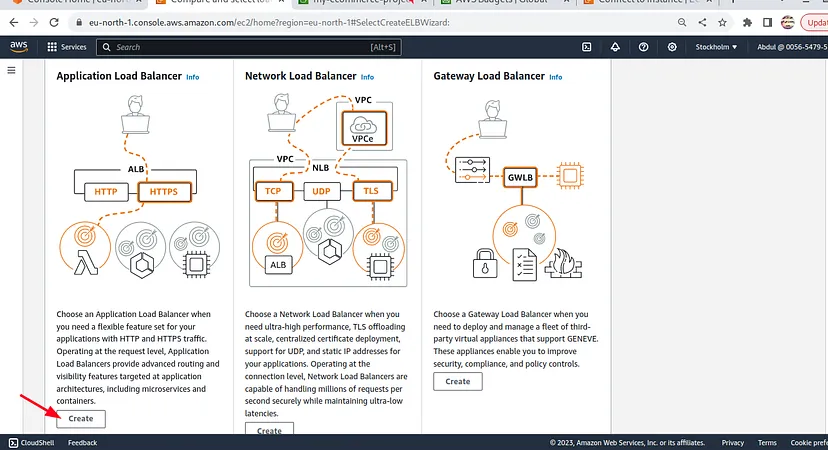 Console Home | eu-nort
Compare and select loa
my-ecommerce-proje
AWS Budgets | Global
Connect to instance | E
eu-north-1.console.aws.amazon.com/ec2/home?region=eu-north-1#SelectCreateELBWizard:
Updat
aws Services Search [Alt+S] Stockholm Abdul @ 0056-5479-5
Application Load Balancer Info
ALB
HTTP HTTPS
Choose an Application Load Balancer when
you need a flexible feature set for your
applications with HTTP and HTTPS traffic.
Operating at the request level, Application
Load Balancers provide advanced routing and
visibility features targeted at application
architectures, including microservices and
containers.
Create
Network Load Balancer Info
VPC
VPCe
VPC
NLB
TCP UDP TLS
ALB
Choose a Network Load Balancer when you
need ultra-high performance, TLS offloading
at scale, centralized certificate deployment,
support for UDP, and static IP addresses for
your applications. Operating at the
connection level, Network Load Balancers are
capable of handling millions of requests per
second securely while maintaining ultra-low
latencies.
Create
Gateway Load Balancer Info
GWLB
Choose a Gateway Load Balancer when you
need to deploy and manage a fleet of third-
party virtual appliances that support GENEVE.
These appliances enable you to improve
security, compliance, and policy controls.
Create
CloudShell Feedback © 2023, Amazon Web Services, Inc. or its affiliates. Privacy Terms Cookie prefe